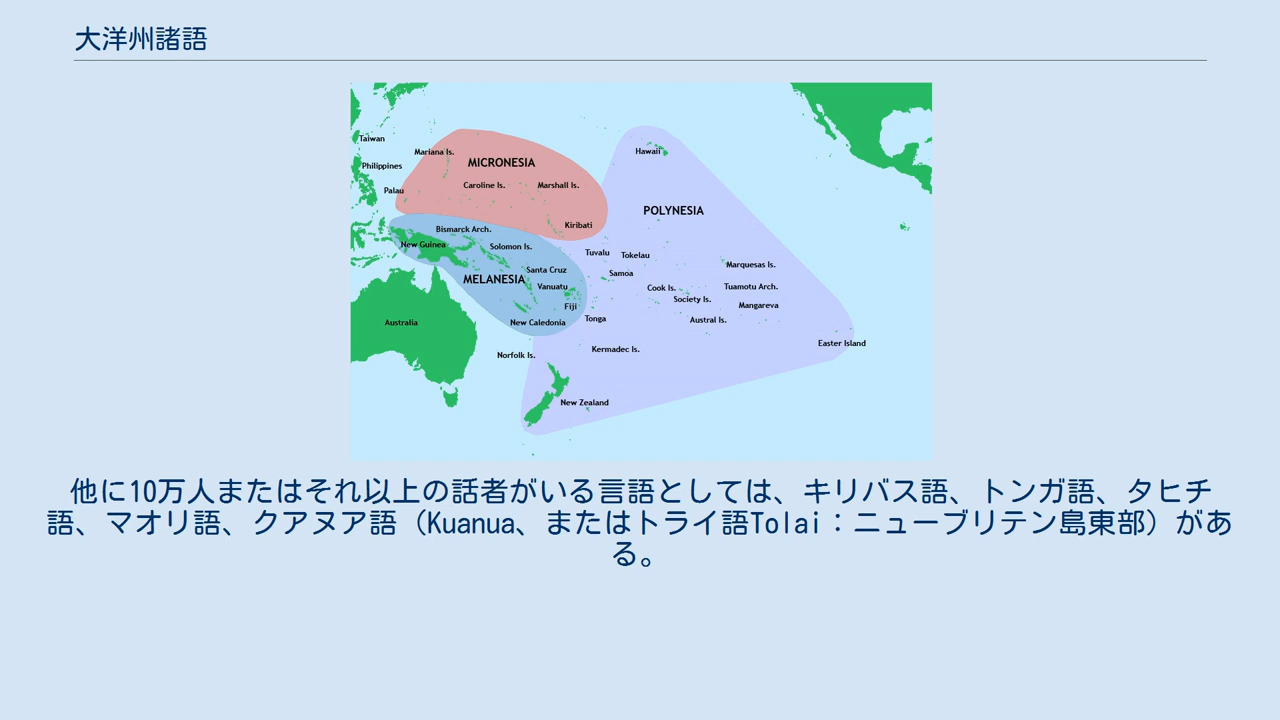 大洋州諸語
Taiwan
Mariana Is.
MICRONESIA
Hawaii
Philippines
Palau
Caroline Is.
Marshall Is.
POLYNESIA
Kiribati
Bismarck Arch.
New Guinea
Solomon Is.
Tuvalu
Tokelau
Santa Cruz
Samoa
Marquesas Is.
MELANESIA
Vanuatu
Cook Is.
Tuamotu Arch.
Society Is.
Fiji
Mangareva
Australia
New Caledonia
Tonga
Austral Is.
Easter Island
Norfolk Is.
Kermadec Is.
New Zealand
他に10万人またはそれ以上の話者がいる言語としては、キリバス語、トンガ語、タヒチ
語、マオリ語、クアヌア語（Kuanua、またはトライ語Tolai：ニューブリテン島東部）があ
る。